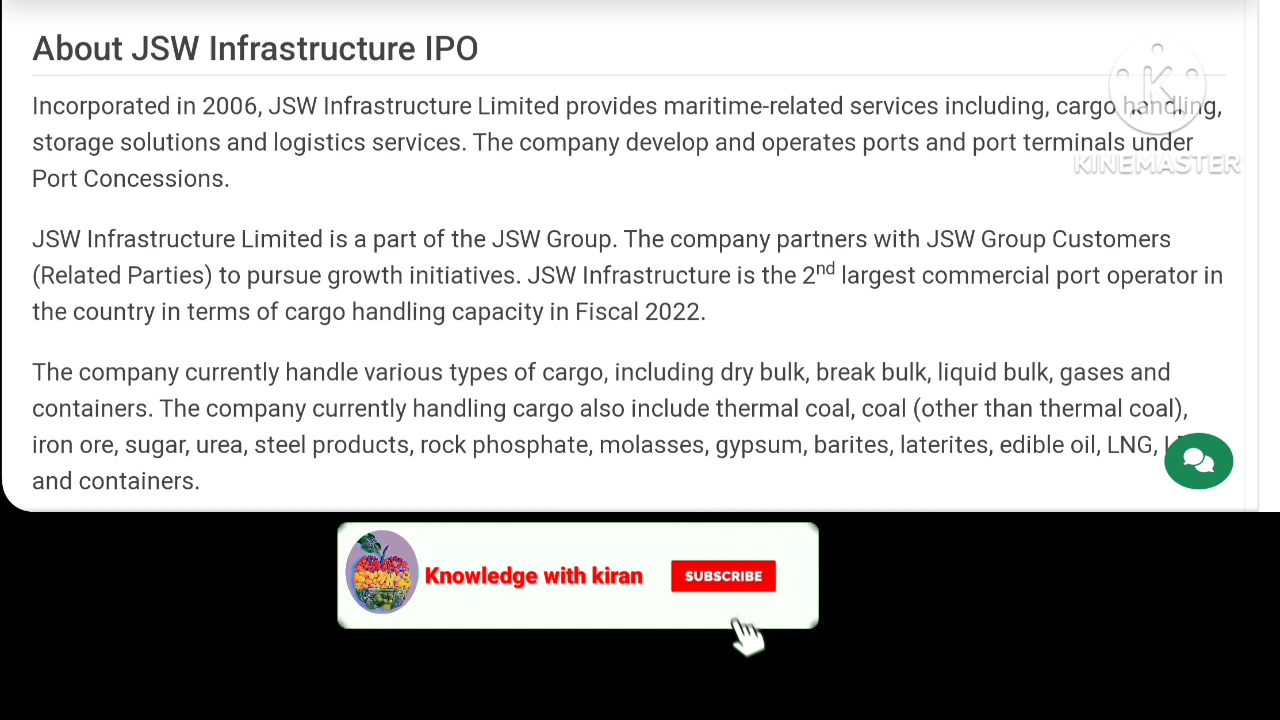 About JSW Infrastructure IPO
Incorporated in 2006, JSW Infrastructure Limited provides maritime-related services including, cargo handling,
storage solutions and logistics services. The company develop and operates ports and port terminals under
Port Concessions.
KINEMASTER
JSW Infrastructure Limited is a part of the JSW Group. The company partners with JSW Group Customers
(Related Parties) to pursue growth initiatives. JSW Infrastructure is the 2nd largest commercial port operator in
the country in terms of cargo handling capacity in Fiscal 2022.
The company currently handle various types of cargo, including dry bulk, break bulk, liquid bulk, gases and
containers. The company currently handling cargo also include thermal coal, coal (other than thermal coal),
iron ore, sugar, urea, steel products, rock phosphate, molasses, gypsum, barites, laterites, edible oil, LNG,
and containers.
Knowledge with kiran
SUBSCRIBE